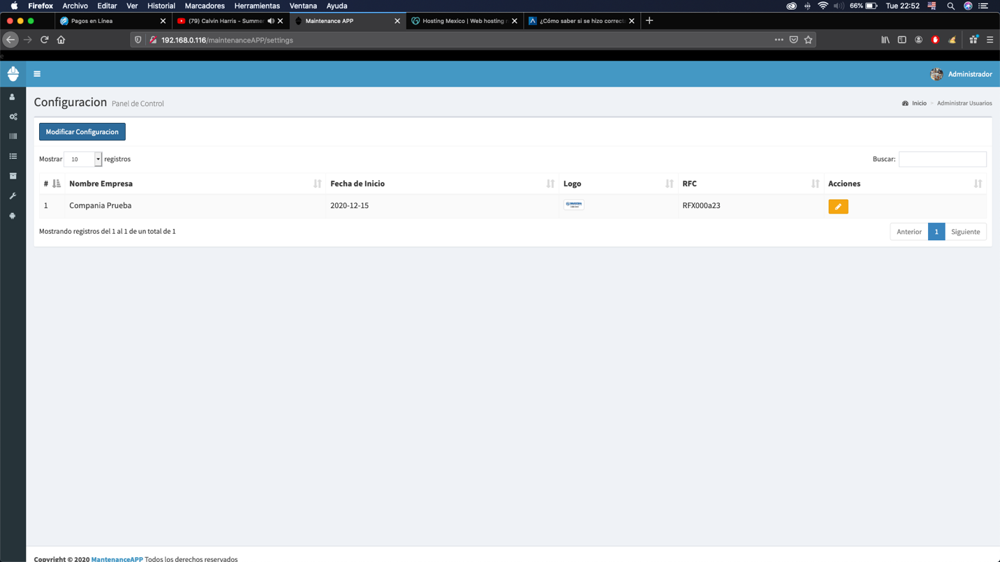 Firefox Archivo Editar Ver Historial Marcadores Herramientas Ventana Ayuda 66% Tue 22:52
Pagos en Línea (79) Calvin Harris - Summer Maintenance APP Hosting Mexico | Web hosting ¿Cómo saber si se hizo correct
192.168.0.116/maintenanceAPP/settings
e
Administrador
Configuracion Panel de Control Inicio > Administrar Usuarios
Modificar Configuracion
Mostrar 10 registros Buscar:
# Nombre Empresa Fecha de Inicio Logo RFC Acciones
1 Compania Prueba 2020-12-15 RFX000a23
Mostrando registros del 1 al 1 de un total de 1 Anterior 1 Siguiente
Copyright © 2020 MantenanceAPP Todos los derechos reservados